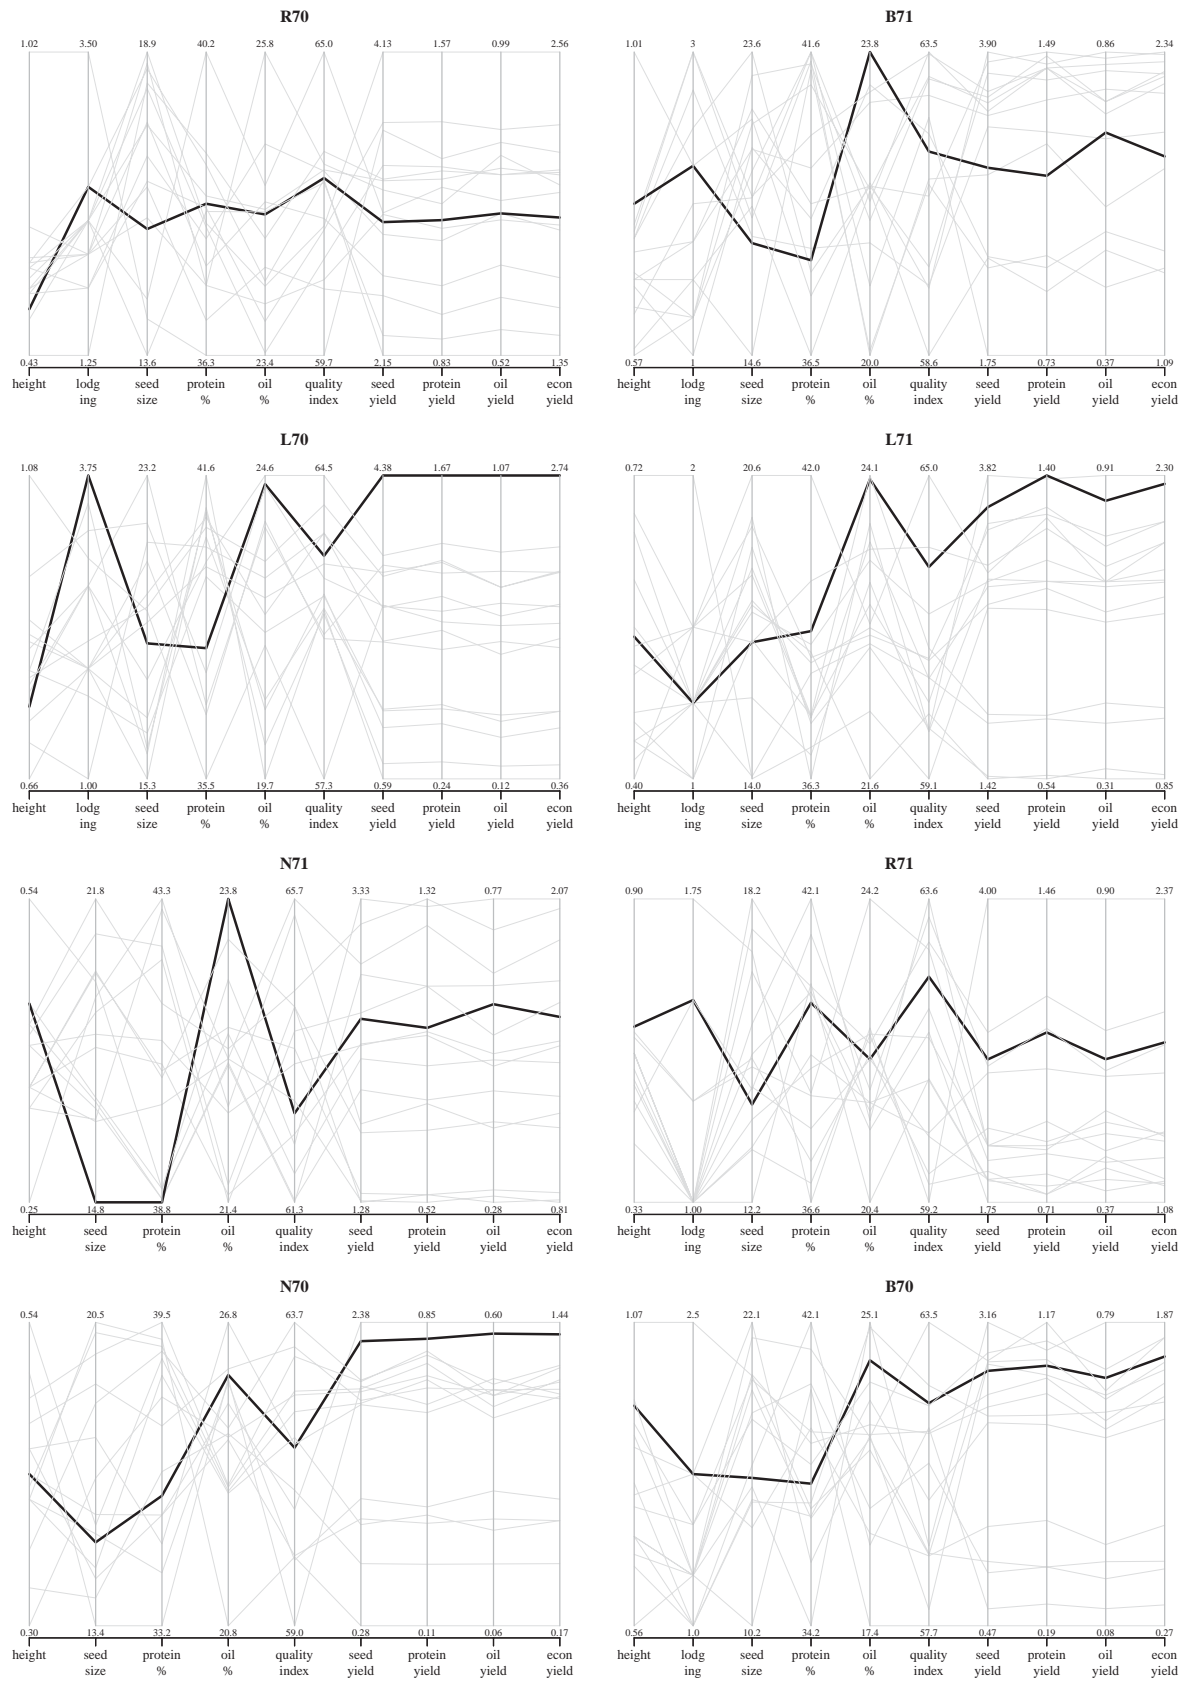 R70
1.02 3.50 18.9 40.2 25.8 65.0 4.13 1.57 0.99 2.56
0.43 1.25 13.6 36.3 23.4 59.7 2.15 0.83 0.52 1.35
height lodg seed protein oil quality seed protein oil econ
ing size % % index yield yield yield yield
B71
1.01 3 23.6 41.6 23.8 63.5 3.90 1.49 0.86 2.34
0.57 1 14.6 36.5 20.0 58.6 1.75 0.73 0.37 1.09
height lodg seed protein oil quality seed protein oil econ
ing size % % index yield yield yield yield
L70
1.08 3.75 23.2 41.6 24.6 64.5 4.38 1.67 1.07 2.74
0.66 1.00 15.3 35.5 19.7 57.3 0.59 0.24 0.12 0.36
height lodg seed protein oil quality seed protein oil econ
ing size % % index yield yield yield yield
L71
0.72 2 20.6 42.0 24.1 65.0 3.82 1.40 0.91 2.30
0.40 1 14.0 36.3 21.6 59.1 1.42 0.54 0.31 0.85
height lodg seed protein oil quality seed protein oil econ
ing size % % index yield yield yield yield
N71
0.54 21.8 43.3 23.8 65.7 3.33 1.32 0.77 2.07
0.25 14.8 38.8 21.4 61.3 1.28 0.52 0.28 0.81
height seed protein oil quality seed protein oil econ
size % % index yield yield yield yield
R71
0.90 1.75 18.2 42.1 24.2 63.6 4.00 1.46 0.90 2.37
0.33 1.00 12.2 36.6 20.4 59.2 1.75 0.71 0.37 1.08
height lodg seed protein oil quality seed protein oil econ
ing size % % index yield yield yield yield
N70
0.54 20.5 39.5 26.8 63.7 2.38 0.85 0.60 1.44
0.30 13.4 33.2 20.8 59.0 0.28 0.11 0.06 0.17
height seed protein oil quality seed protein oil econ
size % % index yield yield yield yield
B70
1.07 2.5 22.1 42.1 25.1 63.5 3.16 1.17 0.79 1.87
0.56 1.0 10.2 34.2 17.4 57.7 0.47 0.19 0.08 0.27
height lodg seed protein oil quality seed protein oil econ
ing size % % index yield yield yield yield